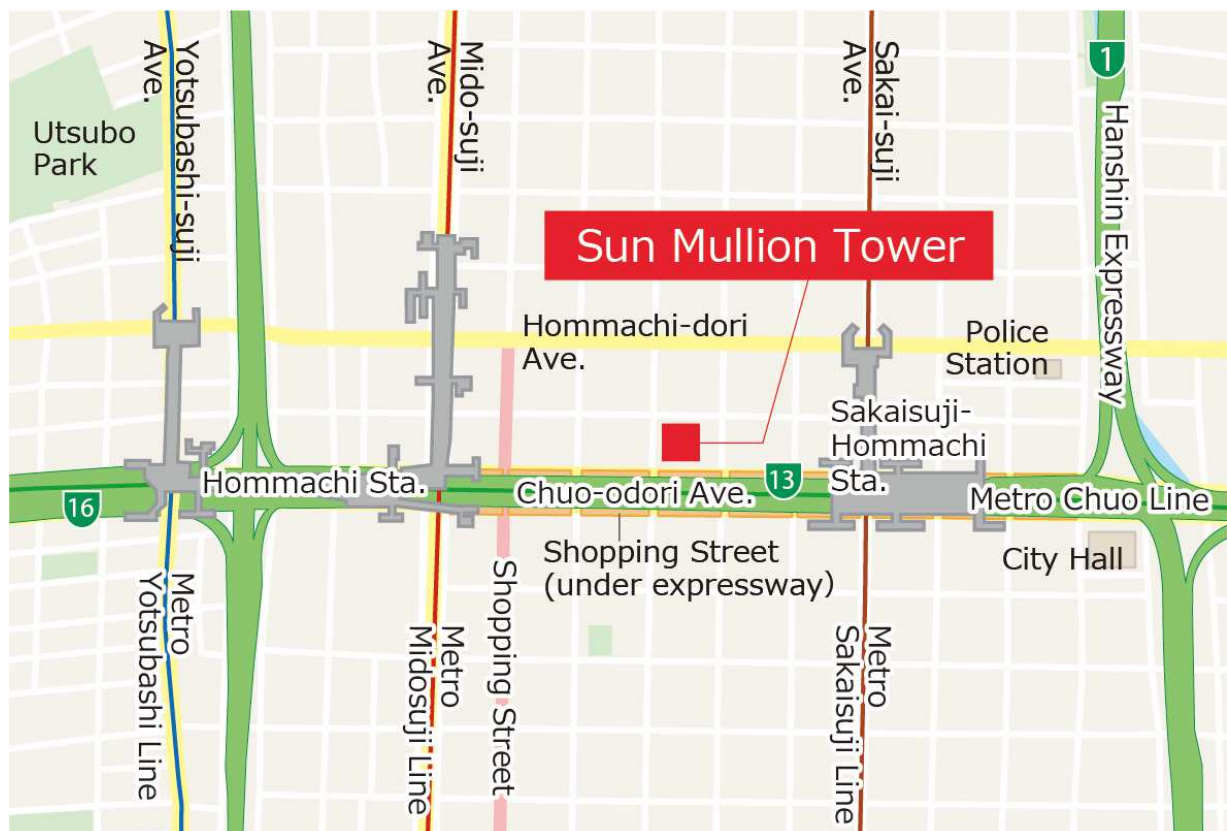 Yotsubashi-suji
Ave.
Mido-suji
Ave.
Sakai-suji
Ave.
1
Hanshin Expressway
Utsubo
Park
Sun Mullion Tower
Hommachi-dori
Ave.
Police
Station
Sakaisuji-
Hommachi
Sta.
Hommachi Sta.
16
Chuo-odori Ave.
13
Metro Chuo Line
Shopping Street
(under expressway)
City Hall
Metro
Yotsubashi Line
Metro
Midosuji Line
Shopping Street
Metro
Sakaisuji Line